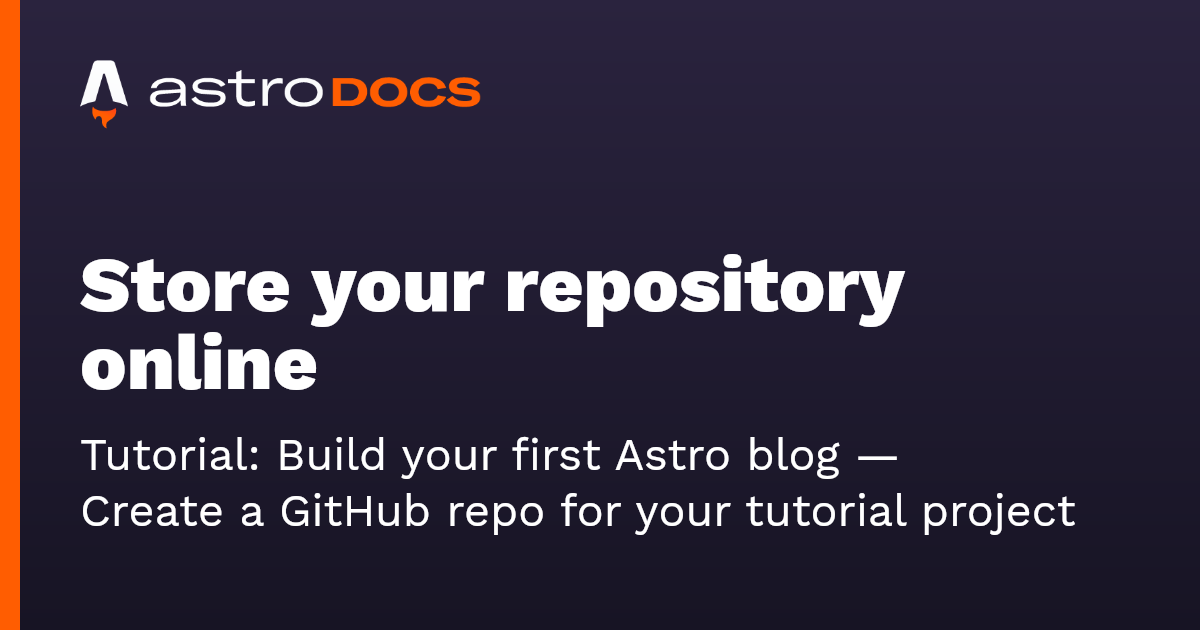 astro DOCS
Store your repository
online
Tutorial: Build your first Astro blog —
Create a GitHub repo for your tutorial project